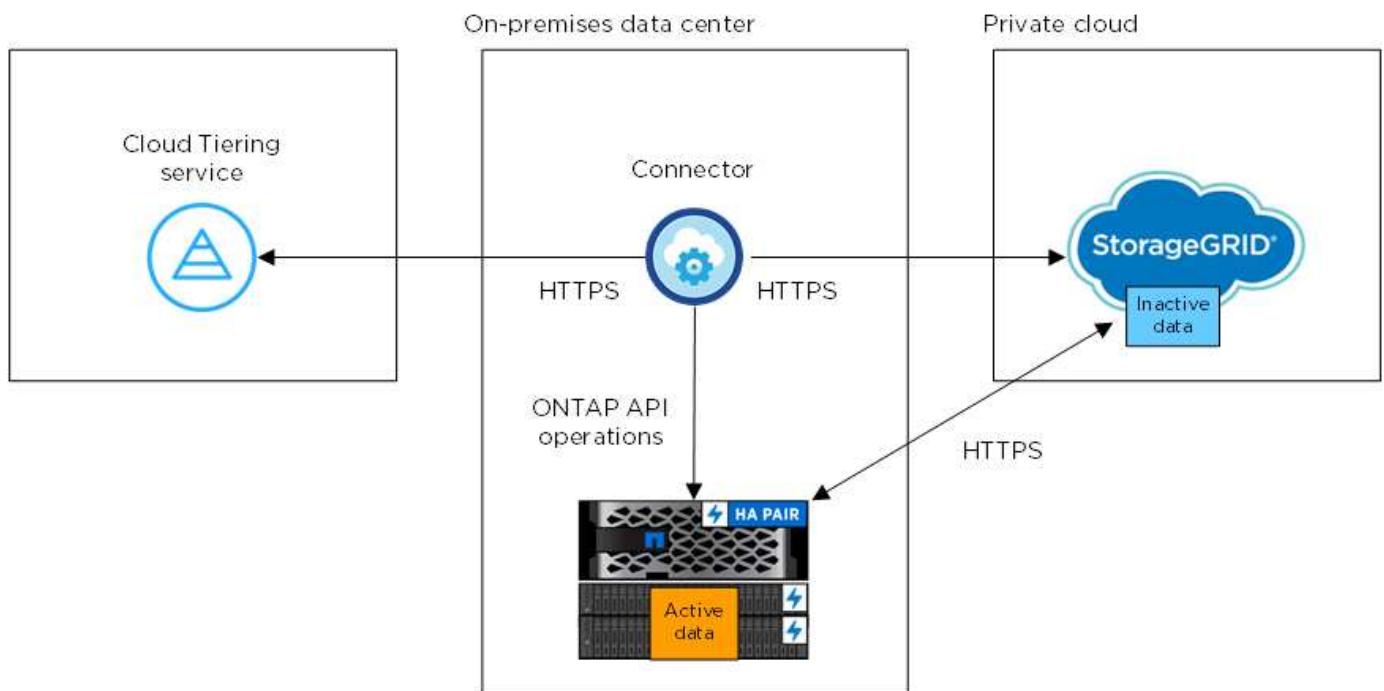 On-premises data center
Private cloud
Cloud Tiering
service
Connector
StorageGRID®
Inactive
data
HTTPS
HTTPS
ONTAP API
operations
HTTPS
HA PAIR
Active
data